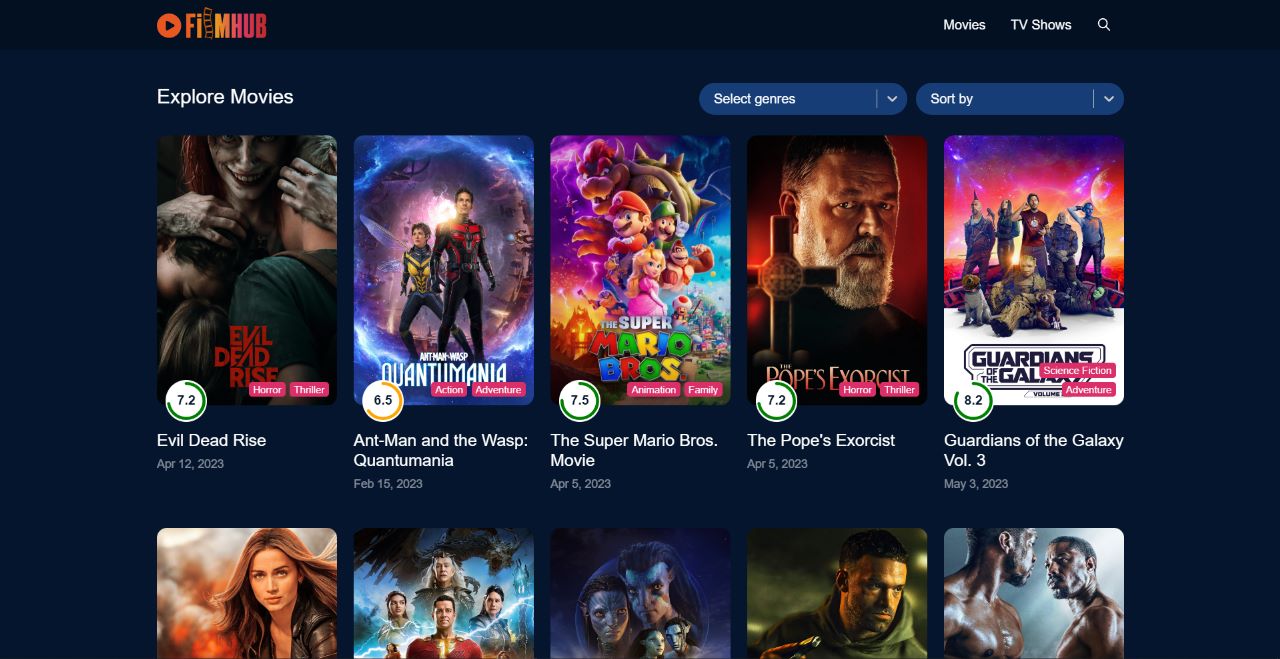 FiLMHUB
Movies
TV Shows
Explore Movies
Select genres
Sort by
EVIL
DEAD
RISE
Horror
Thriller
7.2
Evil Dead Rise
Apr 12, 2023
ANT-MAN AND THE WASP
QUANTUMANIA
Action
Adventure
6.5
Ant-Man and the Wasp:
Quantumania
Feb 15, 2023
THE SUPER
MARIO
BROS
Animation
Family
7.5
The Super Mario Bros.
Movie
Apr 5, 2023
THE
POPE'S EXORCIST
Horror
Thriller
7.2
The Pope's Exorcist
Apr 5, 2023
GUARDIANS
OF THE GALAXY
VOLUME
Science Fiction
Adventure
8.2
Guardians of the Galaxy
Vol. 3
May 3, 2023